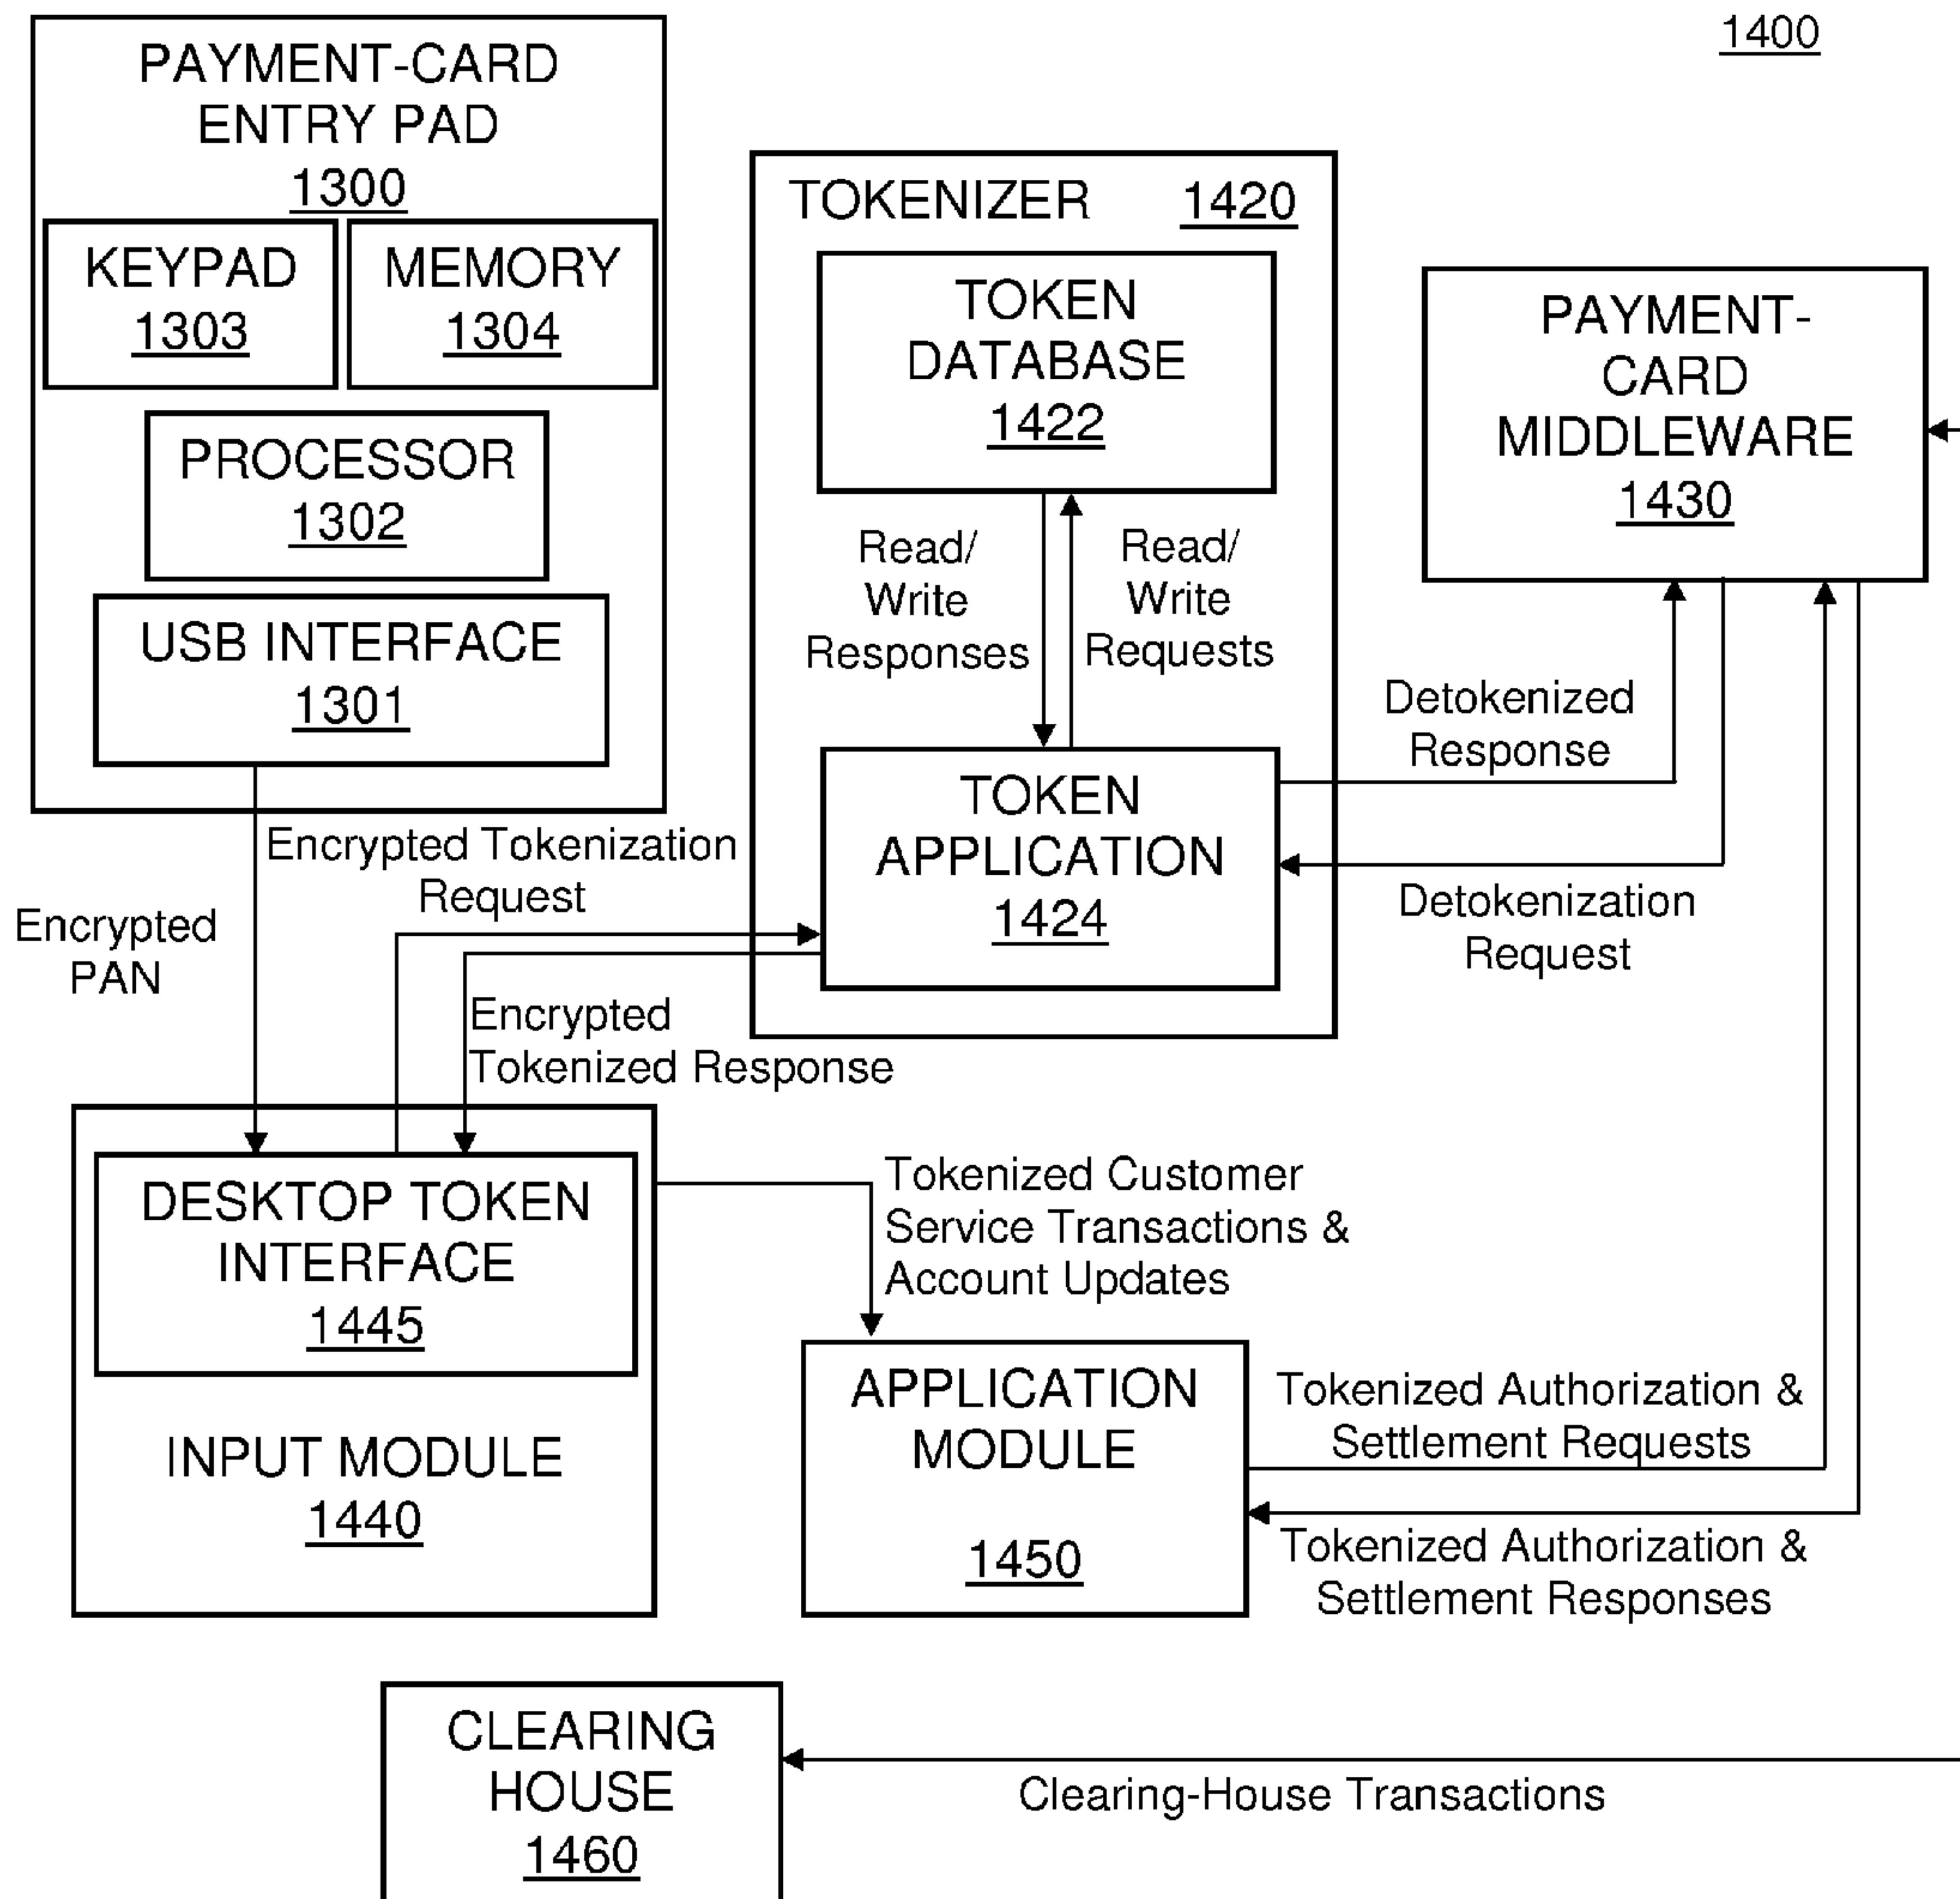 1400
PAYMENT-CARD
ENTRY PAD
1300
KEYPAD
1303
MEMORY
1304
PROCESSOR
1302
USB INTERFACE
1301
TOKENIZER 1420
TOKEN
DATABASE
1422
Read/
Write
Responses
Read/
Write
Requests
TOKEN
APPLICATION
1424
PAYMENT-
CARD
MIDDLEWARE
1430
Detokenized
Response
Detokenization
Request
Encrypted Tokenization
Request
Encrypted
PAN
Encrypted
Tokenized Response
DESKTOP TOKEN
INTERFACE
1445
INPUT MODULE
1440
Tokenized Customer
Service Transactions &
Account Updates
APPLICATION
MODULE
1450
Tokenized Authorization &
Settlement Requests
Tokenized Authorization &
Settlement Responses
CLEARING
HOUSE
1460
Clearing-House Transactions